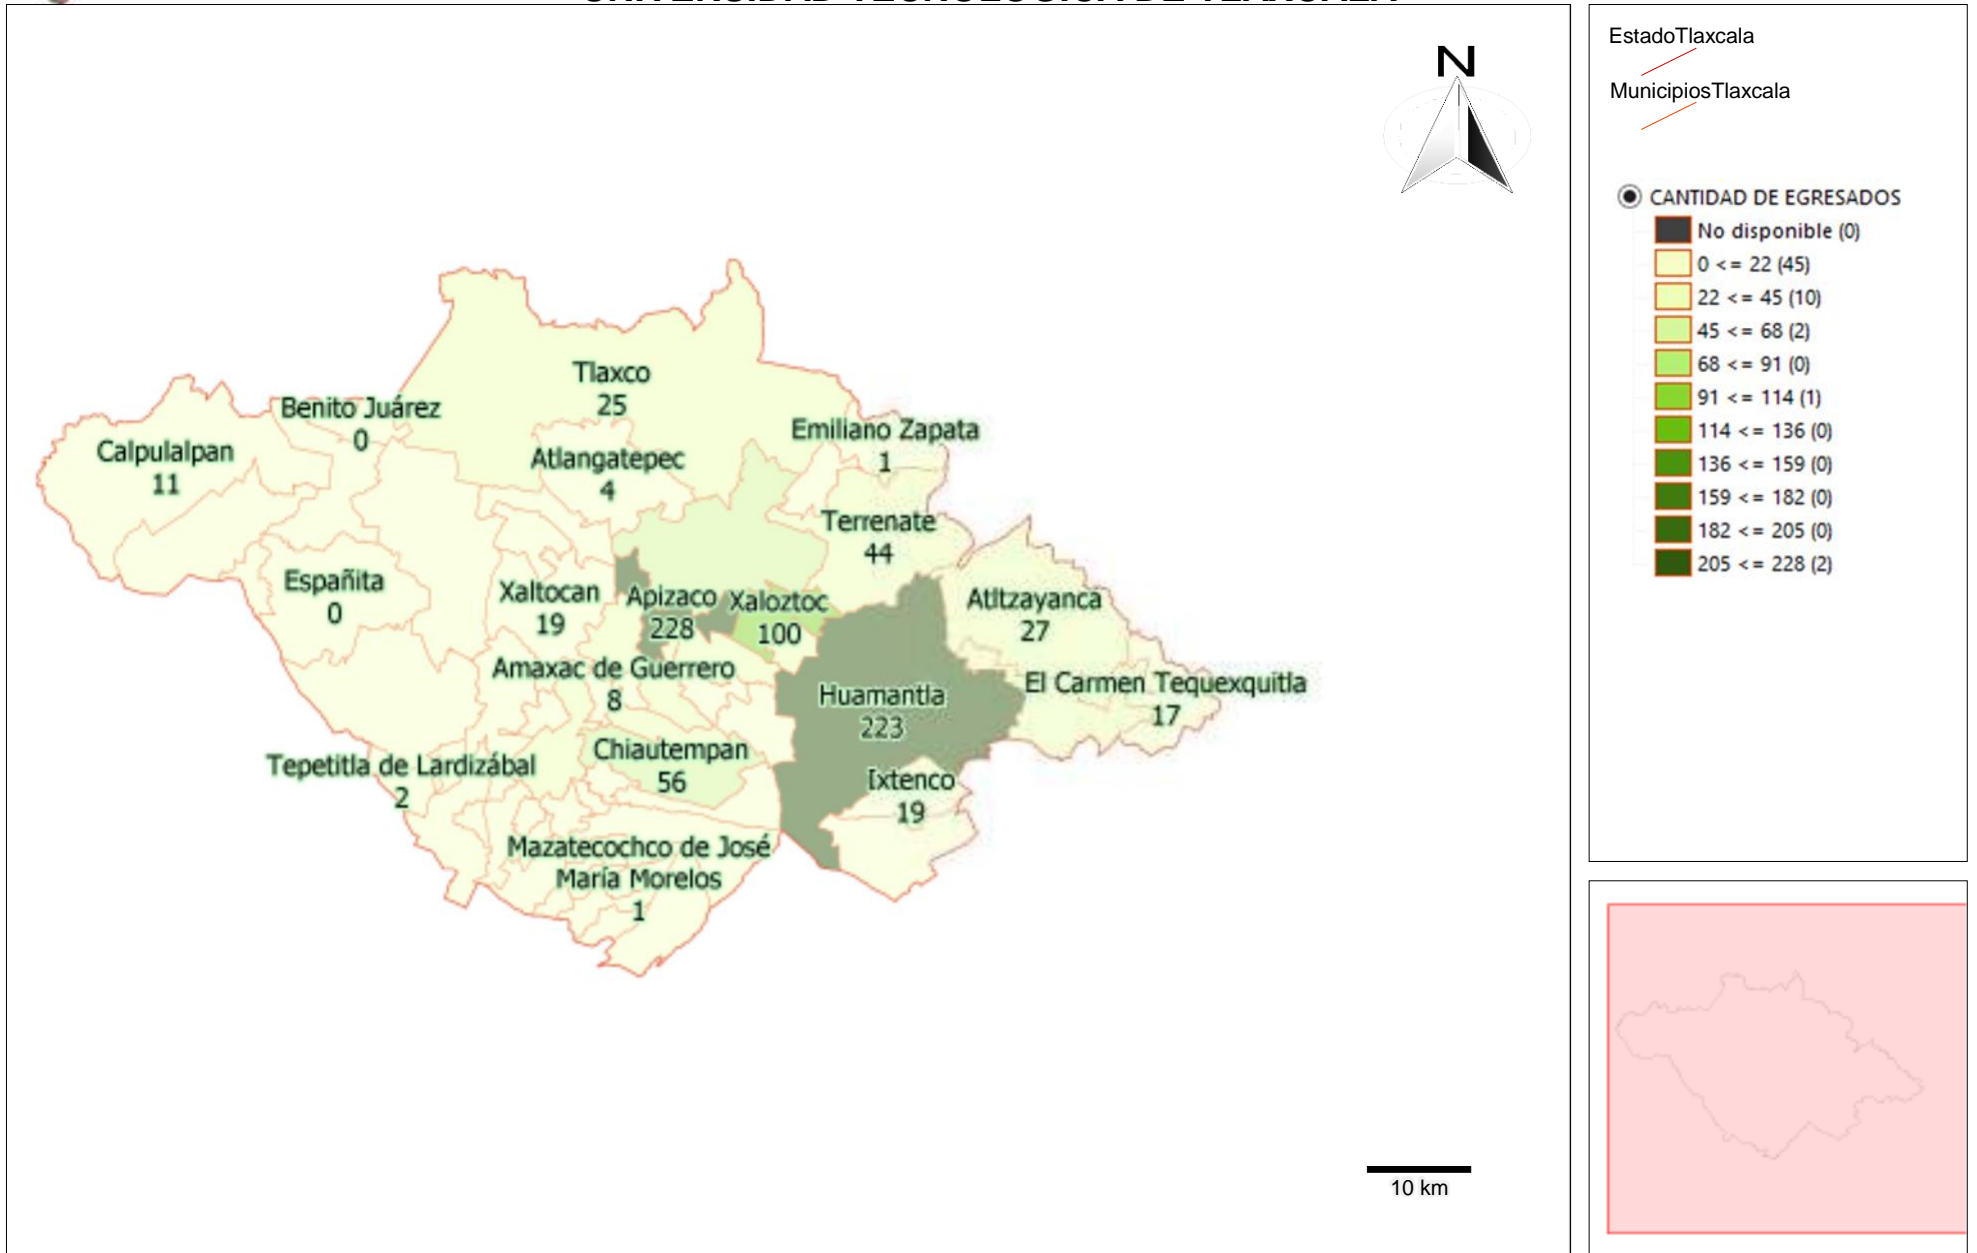 N
Tlaxco
25
Benito Juárez
0
Emiliano Zapata
1
Calpulalpan
11
Atlangatepec
4
Terrenate
44
Españita
0
Xaltocan
19
Apizaco
228
Xaloztoc
100
Atltzayanca
27
Amaxac de Guerrero
8
Huamantla
223
El Carmen Tequexquitla
17
Chiautempan
56
Tepetitla de Lardizábal
2
Ixtenco
19
Mazatecochco de José
María Morelos
1
10 km
EstadoTlaxcala
MunicipiosTlaxcala
CANTIDAD DE EGRESADOS
No disponible (0)
0 <= 22 (45)
22 <= 45 (10)
45 <= 68 (2)
68 <= 91 (0)
91 <= 114 (1)
114 <= 136 (0)
136 <= 159 (0)
159 <= 182 (0)
182 <= 205 (0)
205 <= 228 (2)